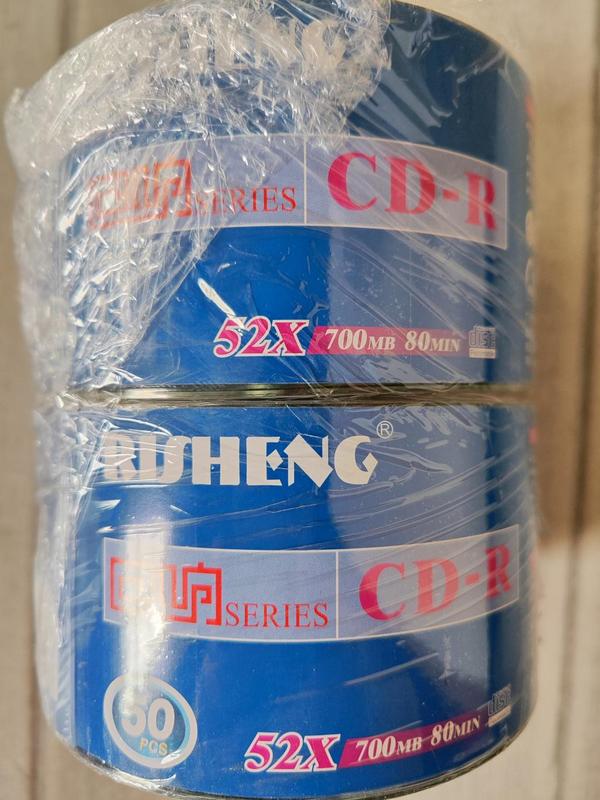 SERIES CD-R
52X 700MB 80MIN
RISHENG®
SERIES CD-R
50
PCS
52X 700MB 80MIN